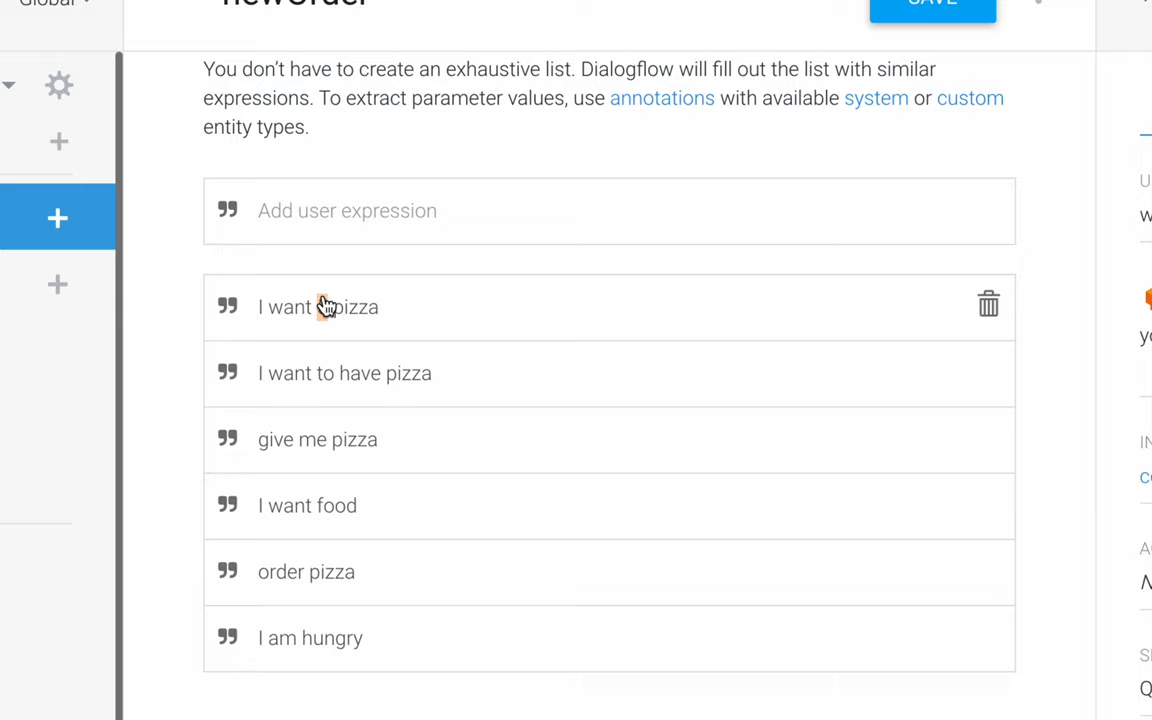 Global
newOrder
SAVE
You don't have to create an exhaustive list. Dialogflow will fill out the list with similar
expressions. To extract parameter values, use annotations with available system or custom
entity types.
Add user expression
I want pizza
I want to have pizza
give me pizza
I want food
order pizza
I am hungry